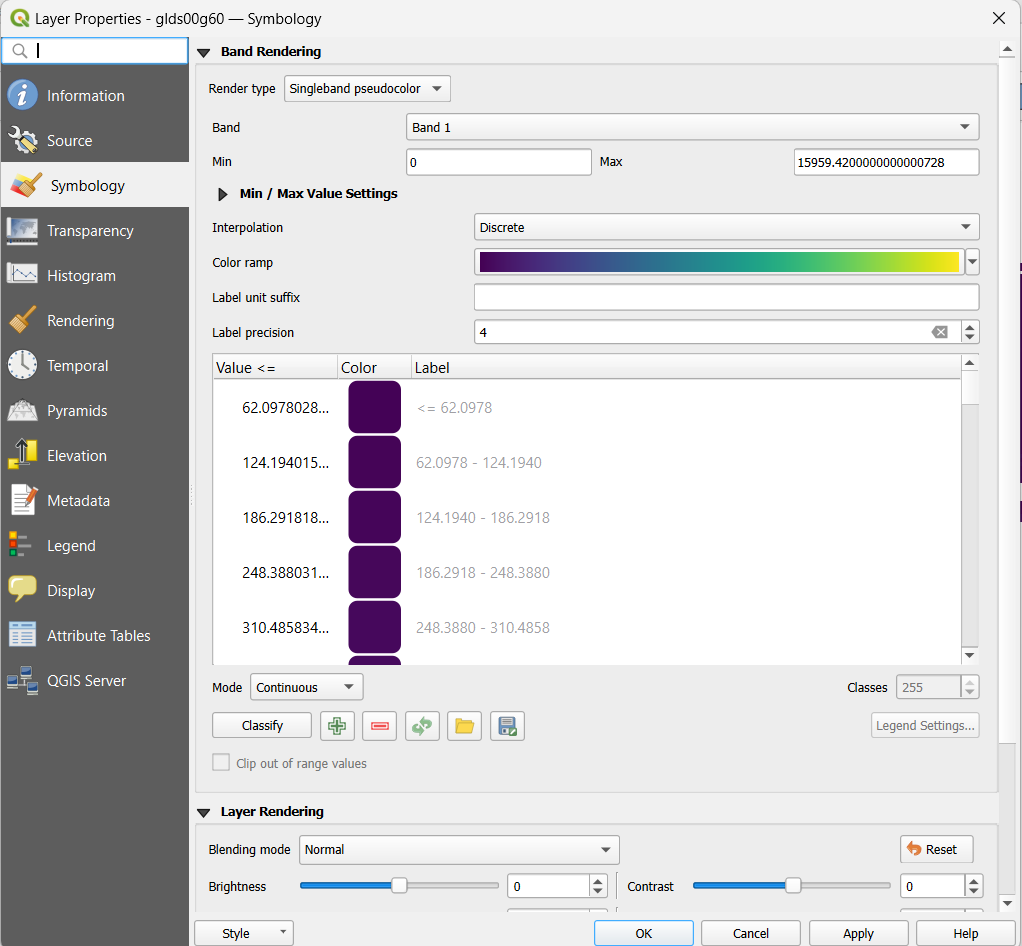 Layer Properties - glds00g60 — Symbology
Information
Source
Symbology
Transparency
Histogram
Rendering
Temporal
Pyramids
Elevation
Metadata
Legend
Display
Attribute Tables
QGIS Server
Band Rendering
Render type Singleband pseudocolor
Band Band 1
Min 0 Max 15959.4200000000000728
Min / Max Value Settings
Interpolation Discrete
Color ramp
Label unit suffix
Label precision 4
Value <= Color Label
62.0978028... <= 62.0978
124.194015... 62.0978 - 124.1940
186.291818... 124.1940 - 186.2918
248.388031... 186.2918 - 248.3880
310.485834... 248.3880 - 310.4858
Mode Continuous Classes 255
Classify Legend Settings...
Clip out of range values
Layer Rendering
Blending mode Normal Reset
Brightness 0 Contrast 0
Style OK Cancel Apply Help